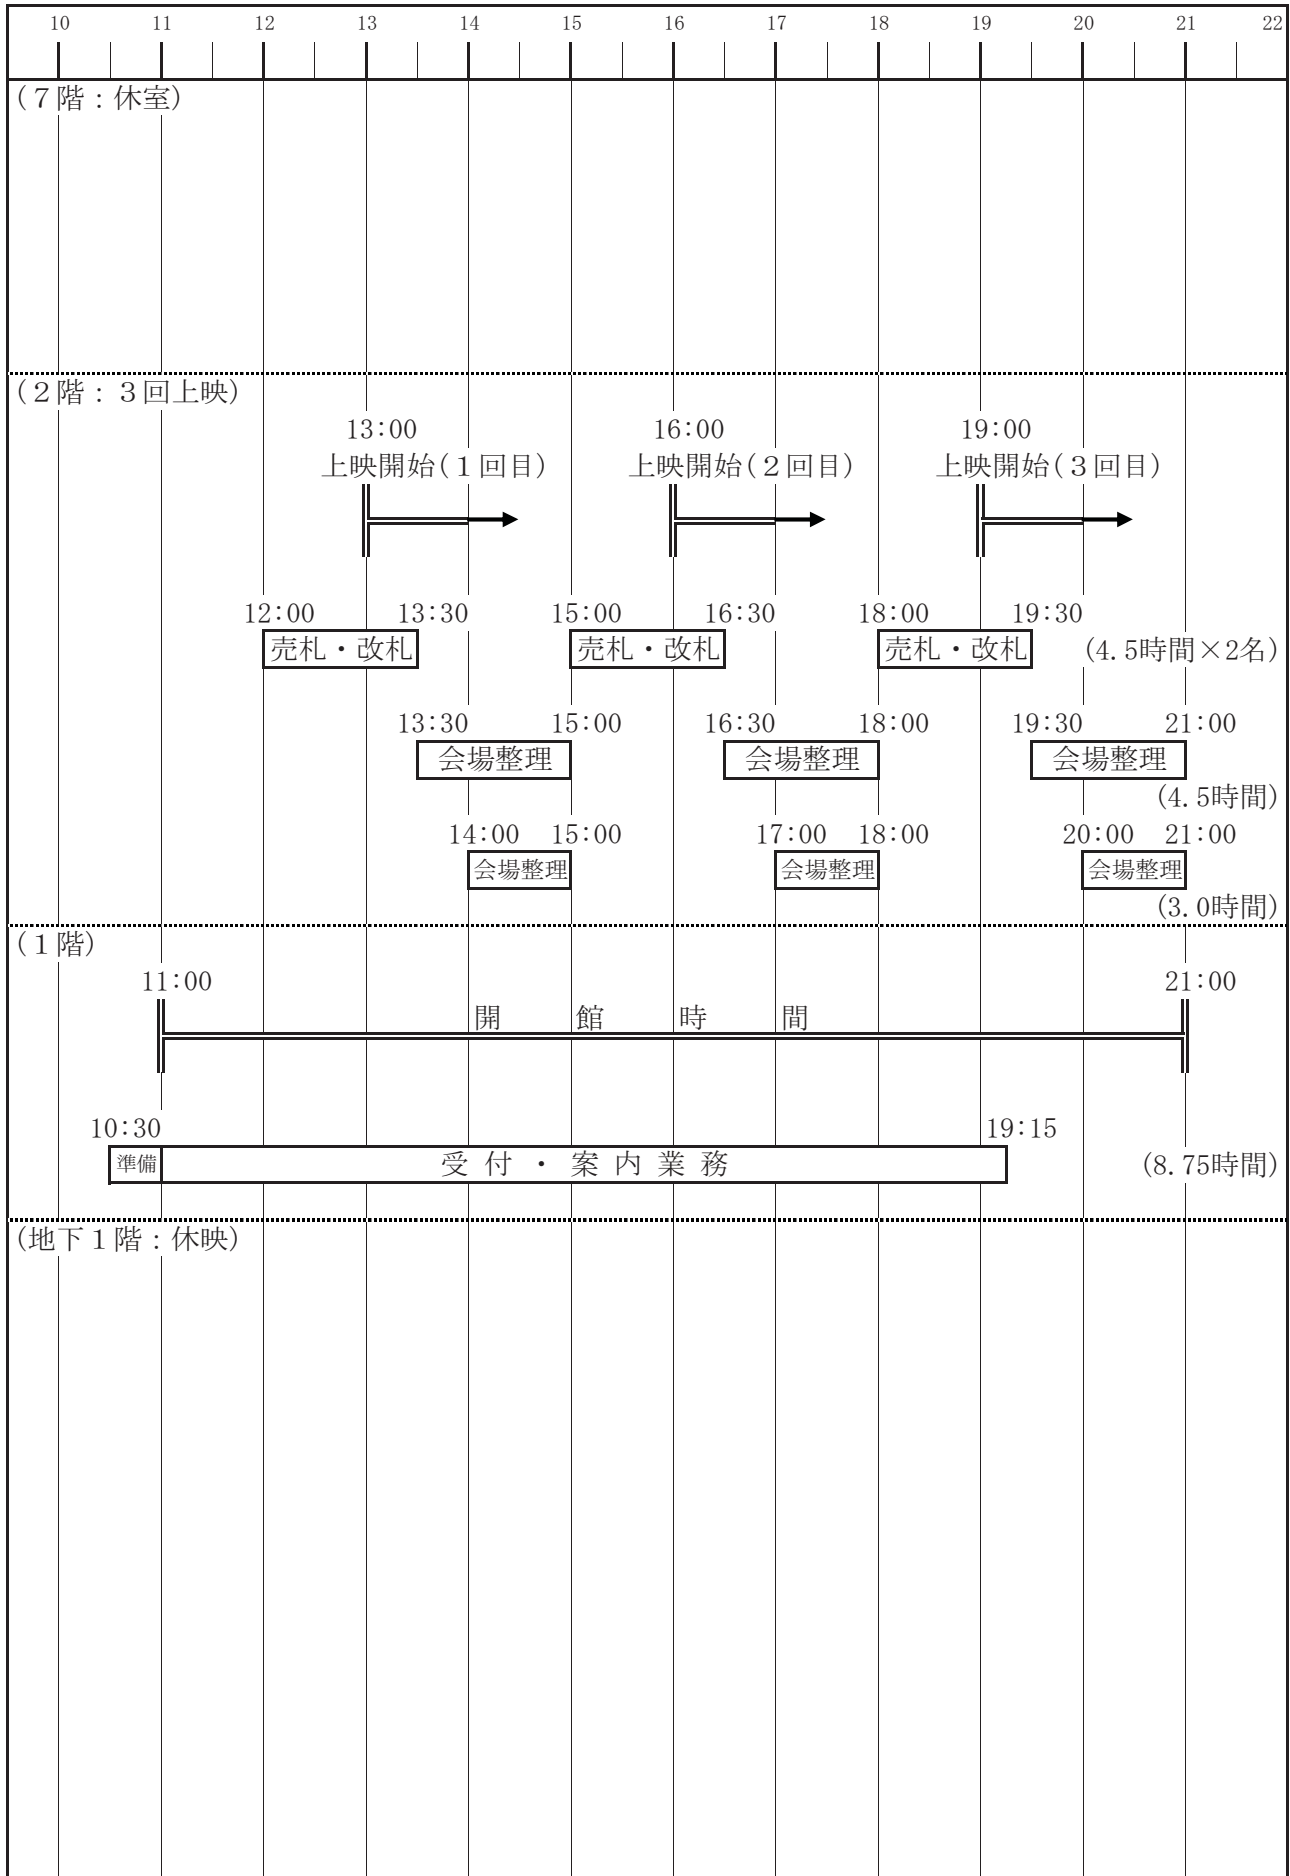 10 11 12 13 14 15 16 17 18 19 20 21 22
(７階：休室)
(２階：３回上映)
13:00 16:00 19:00
上映開始(１回目) 上映開始(２回目) 上映開始(３回目)
12:00 13:30 15:00 16:30 18:00 19:30
売札・改札 売札・改札 売札・改札 (4.5時間×2名)
13:30 15:00 16:30 18:00 19:30 21:00
会場整理 会場整理 会場整理
(4.5時間)
14:00 15:00 17:00 18:00 20:00 21:00
会場整理 会場整理 会場整理
(3.0時間)
(１階)
11:00 21:00
開館時間
10:30 19:15
準備 受付・案内業務 (8.75時間)
(地下１階：休映)